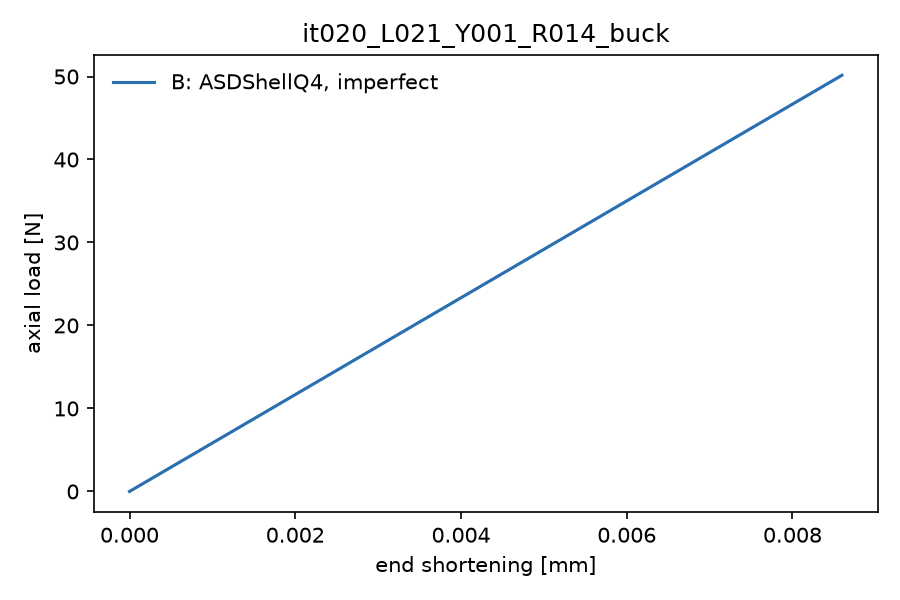 it020_L021_Y001_R014_buck
B: ASDShellQ4, imperfect
50
40
30
20
10
0
axial load [N]
0.000 0.002 0.004 0.006 0.008
end shortening [mm]